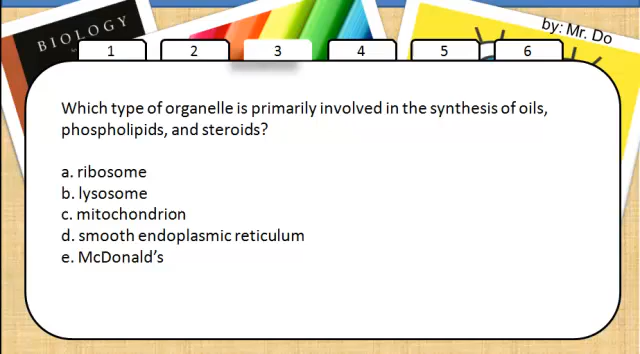 BIOLOGY
by: Mr. Do
1
2
3
4
5
6
Which type of organelle is primarily involved in the synthesis of oils,
phospholipids, and steroids?
a. ribosome
b. lysosome
c. mitochondrion
d. smooth endoplasmic reticulum
e. McDonald’s